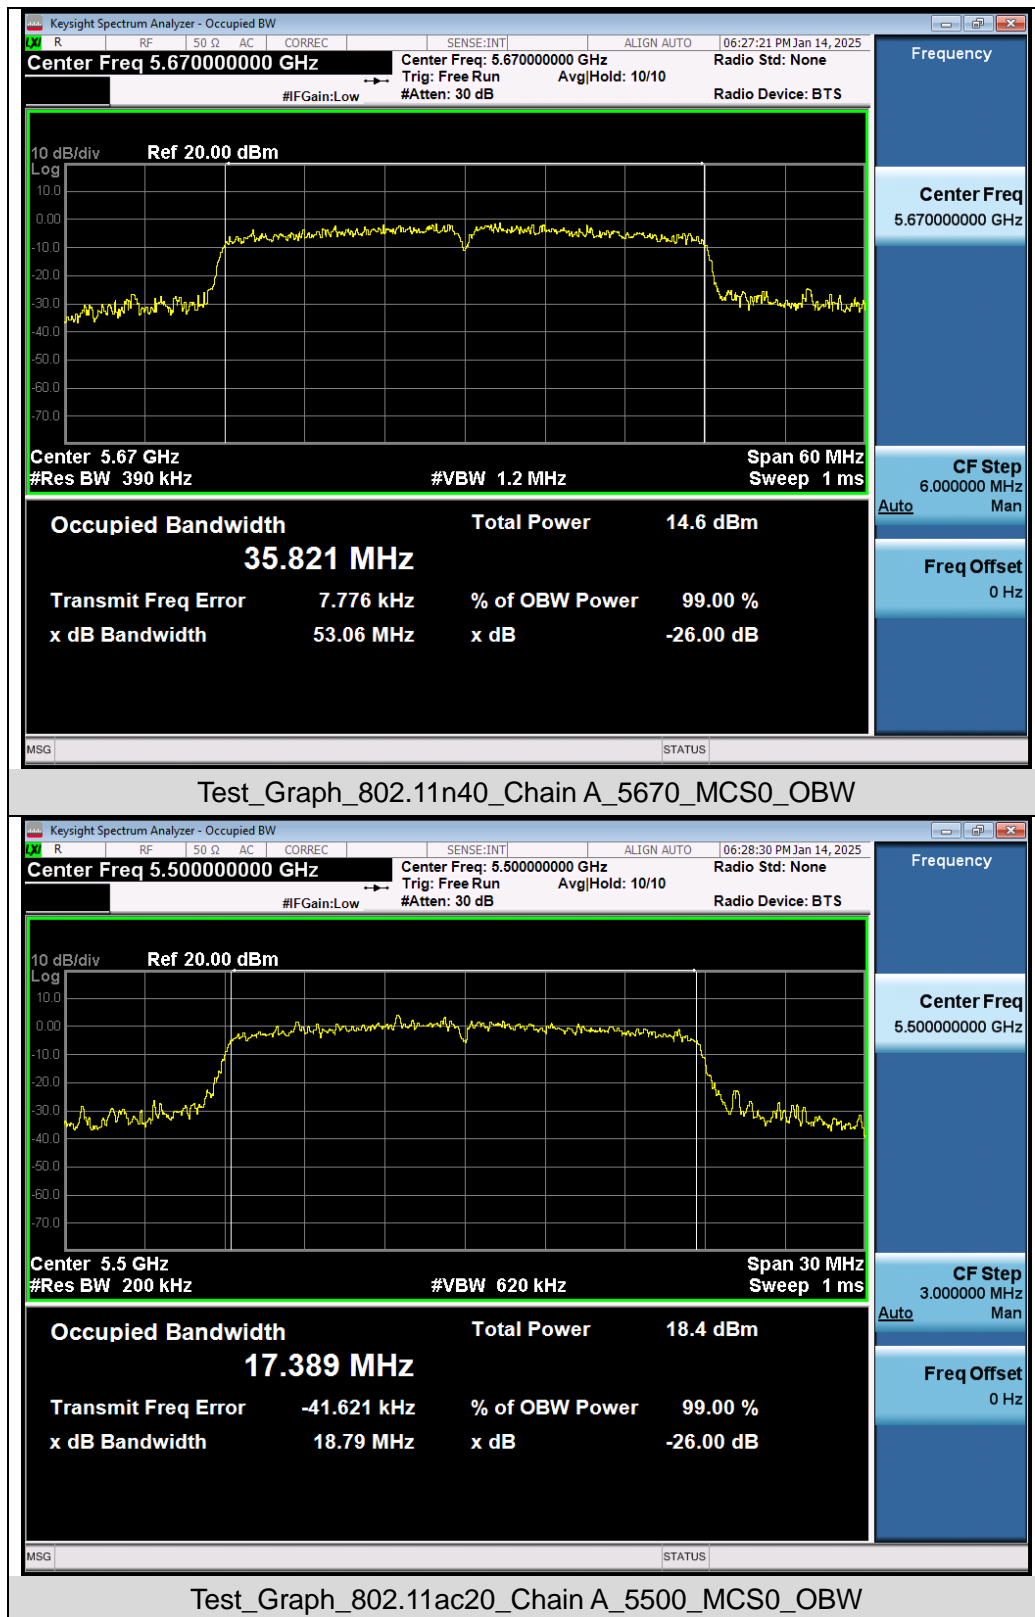 Keysight Spectrum Analyzer - Occupied BW
LXI R RF 50 Ω AC CORREC SENSE:INT ALIGN AUTO 06:27:21 PM Jan 14, 2025
Center Freq 5.670000000 GHz
Center Freq: 5.670000000 GHz Radio Std: None
Trig: Free Run Avg|Hold: 10/10
#IFGain:Low #Atten: 30 dB Radio Device: BTS
Frequency
10 dB/div Ref 20.00 dBm
Log
10.0
0.00
-10.0
-20.0
-30.0
-40.0
-50.0
-60.0
-70.0
Center 5.67 GHz Span 60 MHz
#Res BW 390 kHz #VBW 1.2 MHz Sweep 1 ms
Center Freq
5.670000000 GHz
CF Step
6.000000 MHz
Auto Man
Freq Offset
0 Hz
Occupied Bandwidth Total Power 14.6 dBm
35.821 MHz
Transmit Freq Error 7.776 kHz % of OBW Power 99.00 %
x dB Bandwidth 53.06 MHz x dB -26.00 dB
MSG STATUS
Test_Graph_802.11n40_Chain A_5670_MCS0_OBW
Keysight Spectrum Analyzer - Occupied BW
LXI R RF 50 Ω AC CORREC SENSE:INT ALIGN AUTO 06:28:30 PM Jan 14, 2025
Center Freq 5.500000000 GHz
Center Freq: 5.500000000 GHz Radio Std: None
Trig: Free Run Avg|Hold: 10/10
#IFGain:Low #Atten: 30 dB Radio Device: BTS
Frequency
10 dB/div Ref 20.00 dBm
Log
10.0
0.00
-10.0
-20.0
-30.0
-40.0
-50.0
-60.0
-70.0
Center 5.5 GHz Span 30 MHz
#Res BW 200 kHz #VBW 620 kHz Sweep 1 ms
Center Freq
5.500000000 GHz
CF Step
3.000000 MHz
Auto Man
Freq Offset
0 Hz
Occupied Bandwidth Total Power 18.4 dBm
17.389 MHz
Transmit Freq Error -41.621 kHz % of OBW Power 99.00 %
x dB Bandwidth 18.79 MHz x dB -26.00 dB
MSG STATUS
Test_Graph_802.11ac20_Chain A_5500_MCS0_OBW